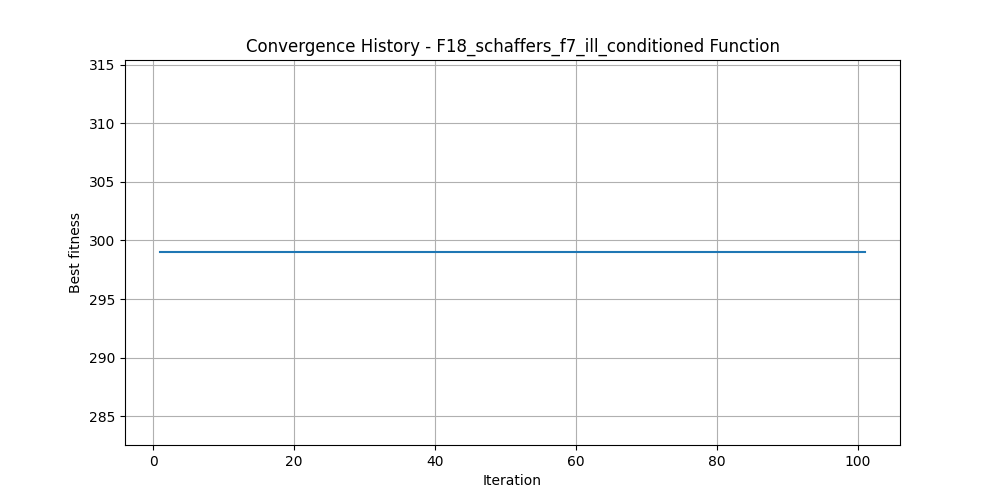 Convergence History - F18_schaffers_f7_ill_conditioned Function
315
310
305
300
295
290
285
Best fitness
0 20 40 60 80 100
Iteration